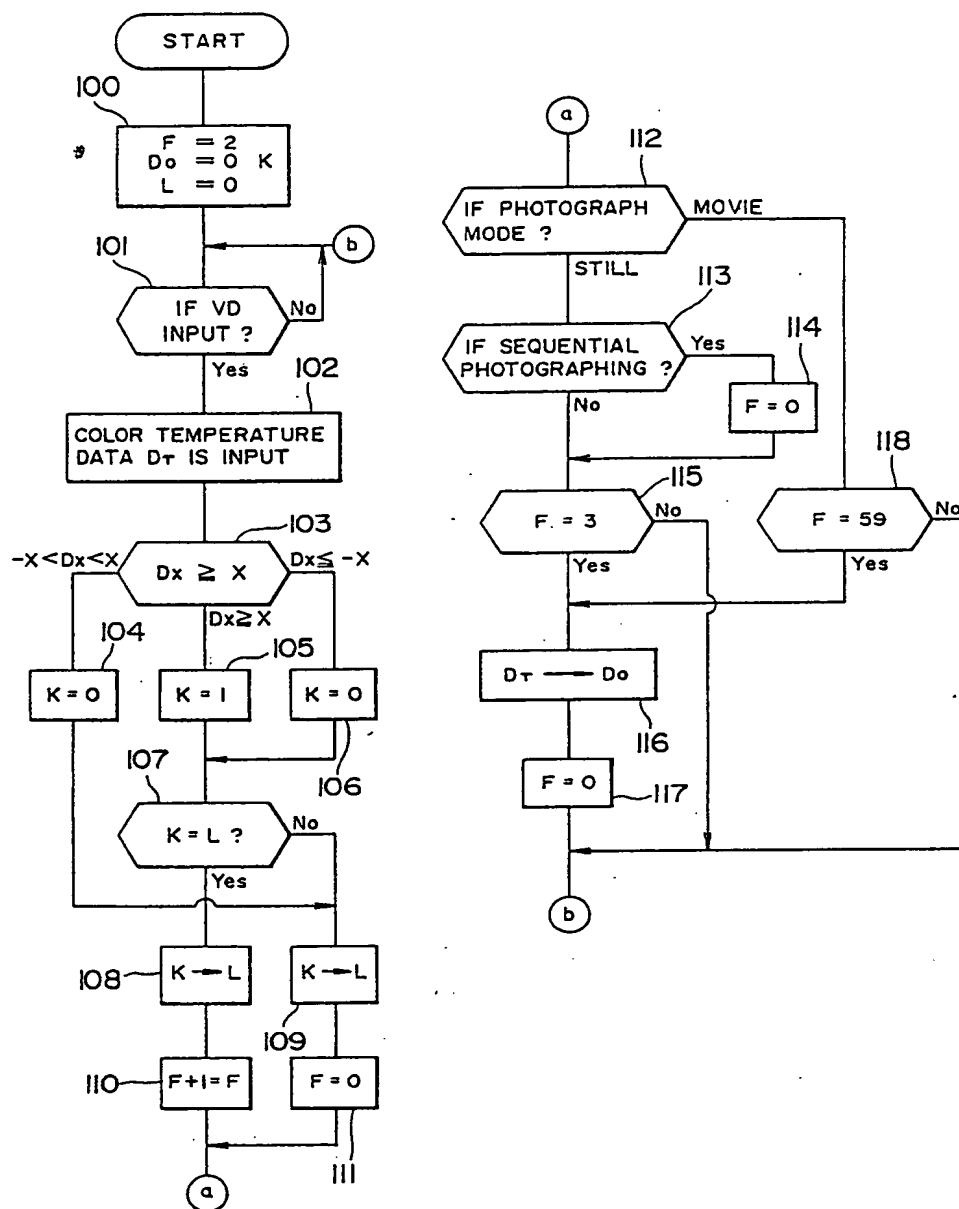 START
100
F = 2
Do = 0 K
L = 0
b
101
IF VD
INPUT ?
No
Yes
102
COLOR TEMPERATURE
DATA DT IS INPUT
103
-X<Dx<X
Dx ≧ X
Dx≦ -X
Dx≧X
104
K = 0
105
K = 1
K = 0
106
107
K = L ?
No
Yes
108
K → L
K → L
109
110
F+1=F
F = 0
111
a
a
112
IF PHOTOGRAPH
MODE ?
MOVIE
STILL
113
IF SEQUENTIAL
PHOTOGRAPHING ?
Yes
114
No
F = 0
115
118
F. = 3
No
F = 59
No
Yes
Yes
DT → Do
116
F = 0
117
b